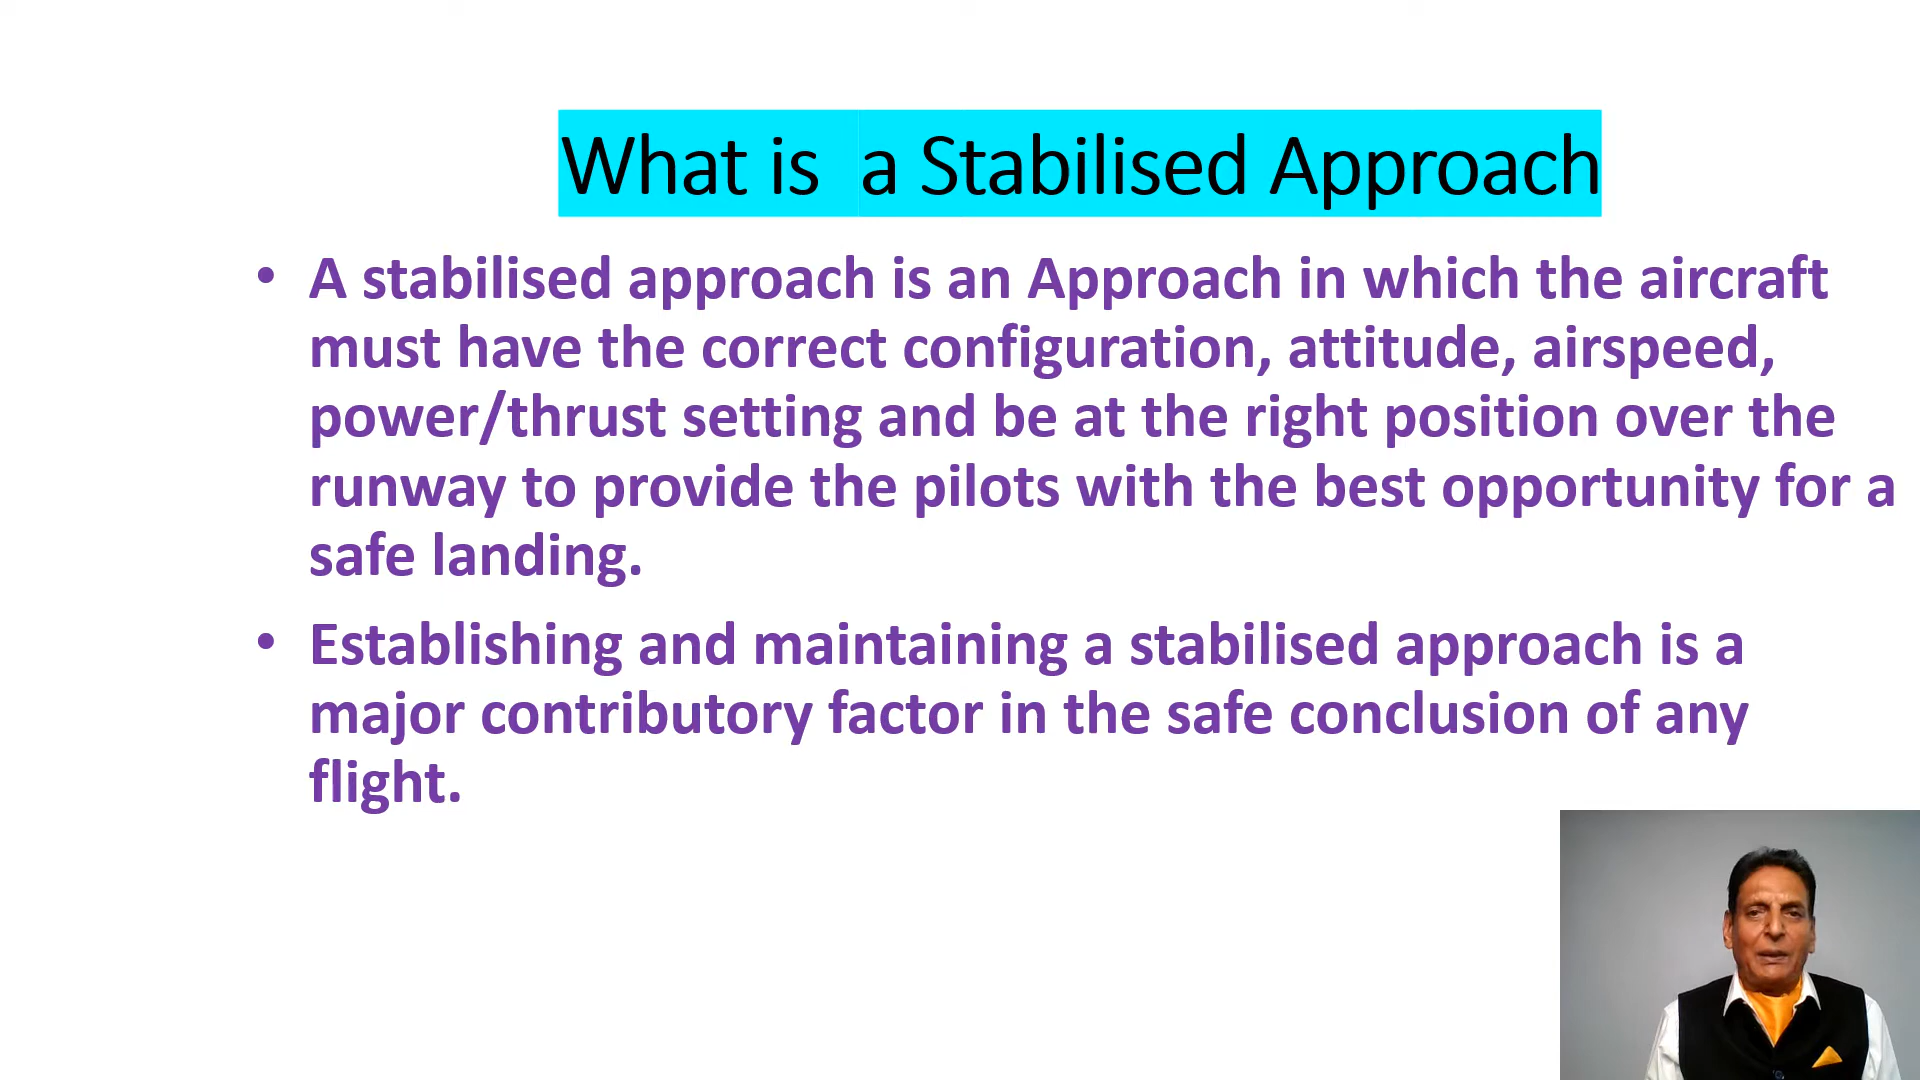 What is  a Stabilised Approach
• A stabilised approach is an Approach in which the aircraft
must have the correct configuration, attitude, airspeed,
power/thrust setting and be at the right position over the
runway to provide the pilots with the best opportunity for a
safe landing.
• Establishing and maintaining a stabilised approach is a
major contributory factor in the safe conclusion of any
flight.